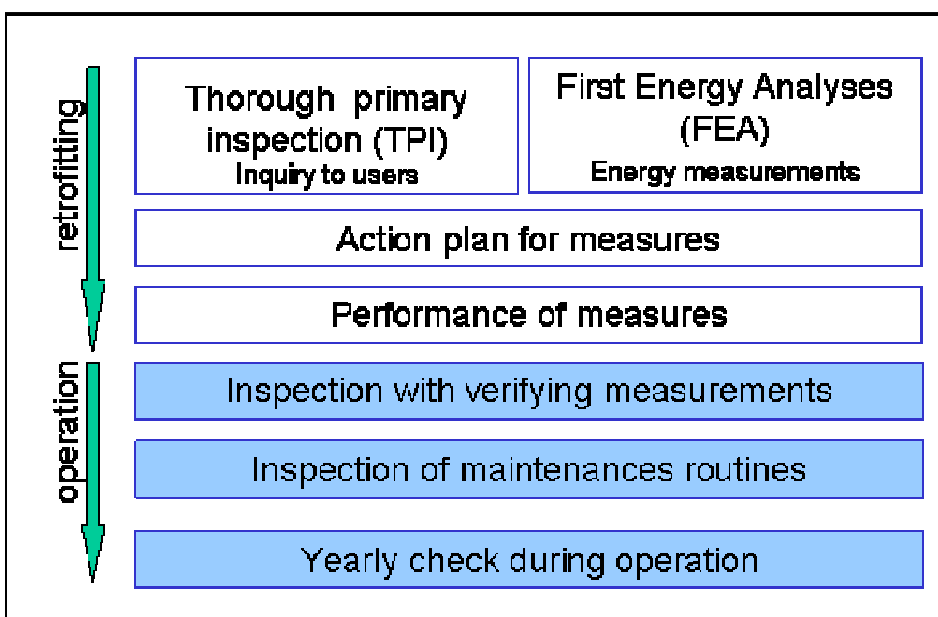 retrofitting
Thorough primary
inspection (TPI)
Inquiry to users
First Energy Analyses
(FEA)
Energy measurements
Action plan for measures
Performance of measures
operation
Inspection with verifying measurements
Inspection of maintenances routines
Yearly check during operation